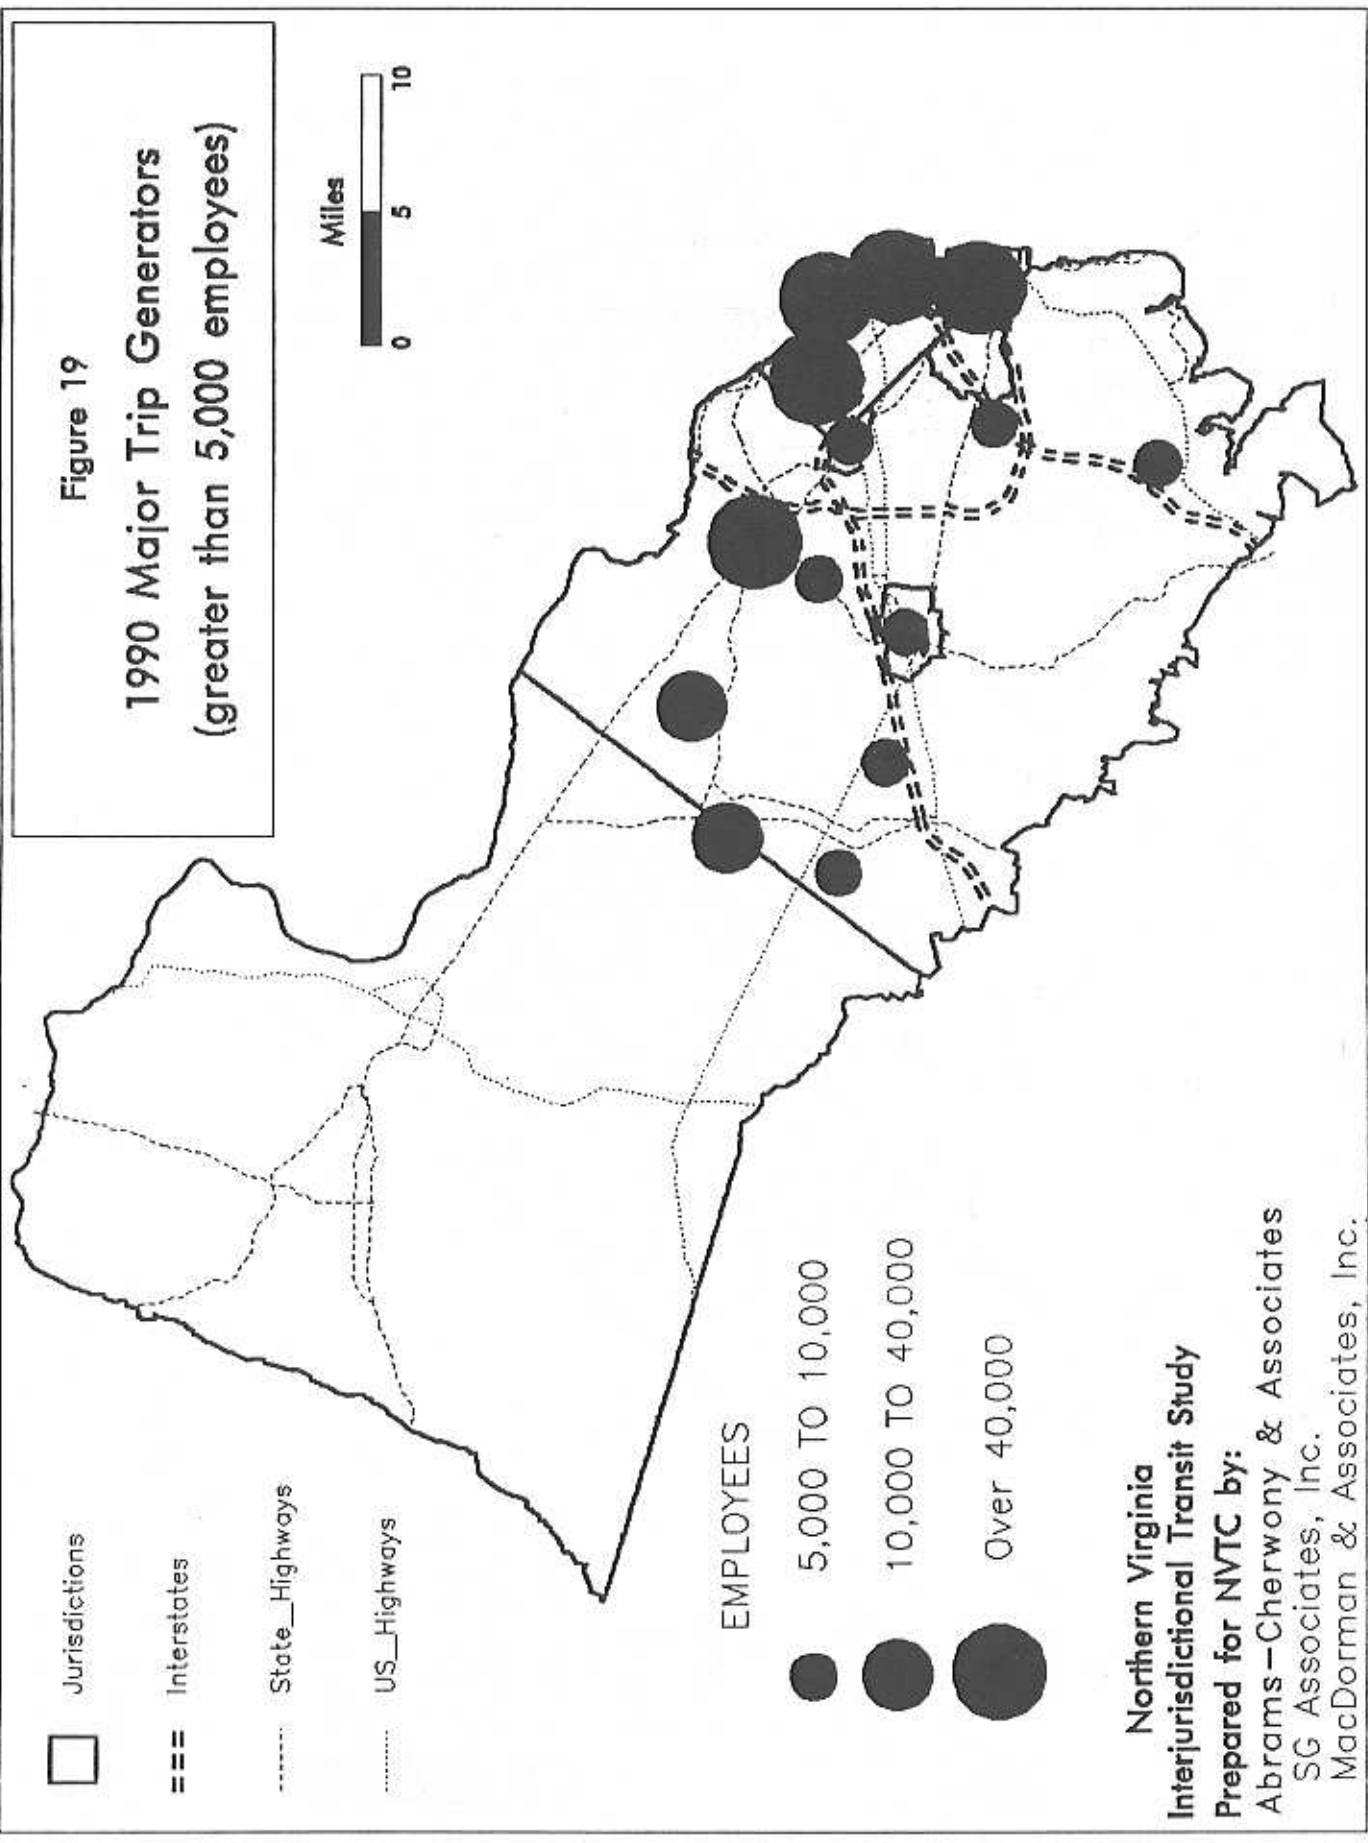 Figure 19
1990 Major Trip Generators
(greater than 5,000 employees)
Miles
0 5 10
Jurisdictions
Interstates
State_Highways
US_Highways
EMPLOYEES
5,000 TO 10,000
10,000 TO 40,000
Over 40,000
Northern Virginia
Interjurisdictional Transit Study
Prepared for NVTC by:
Abrams-Cherwony & Associates
SG Associates, Inc.
MacDorman & Associates, Inc.